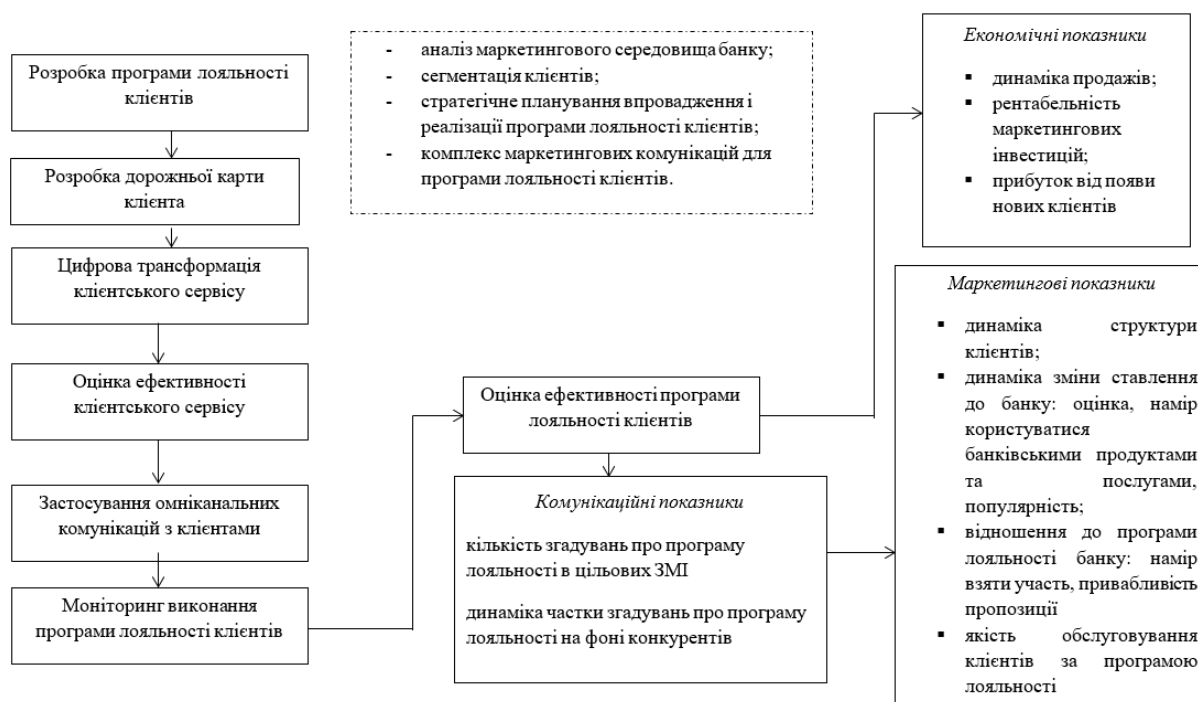 Розробка програми лояльності
клієнтів
Розробка дорожньої карти
клієнта
Цифрова трансформація
клієнтського сервісу
Оцінка ефективності
клієнтського сервісу
Застосування омніканальних
комунікацій з клієнтами
Моніторинг виконання
програми лояльності клієнтів
- аналіз маркетингового середовища банку;
- сегментація клієнтів;
- стратегічне планування впровадження і
реалізації програми лояльності клієнтів;
- комплекс маркетингових комунікацій для
програми лояльності клієнтів.
Оцінка ефективності програми
лояльності клієнтів
Комунікаційні показники
кількість згадувань про програму
лояльності в цільових ЗМІ
динаміка частки згадувань про програму
лояльності на фоні конкурентів
Економічні показники
▪ динаміка продажів;
▪ рентабельність
маркетингових
інвестицій;
▪ прибуток від появи
нових клієнтів
Маркетингові показники
▪ динаміка структури
клієнтів;
▪ динаміка зміни ставлення
до банку: оцінка, намір
користуватися
банківськими продуктами
та послугами,
популярність;
▪ відношення до програми
лояльності банку: намір
взяти участь, привабливість
пропозиції
▪ якість обслуговування
клієнтів за програмою
лояльності